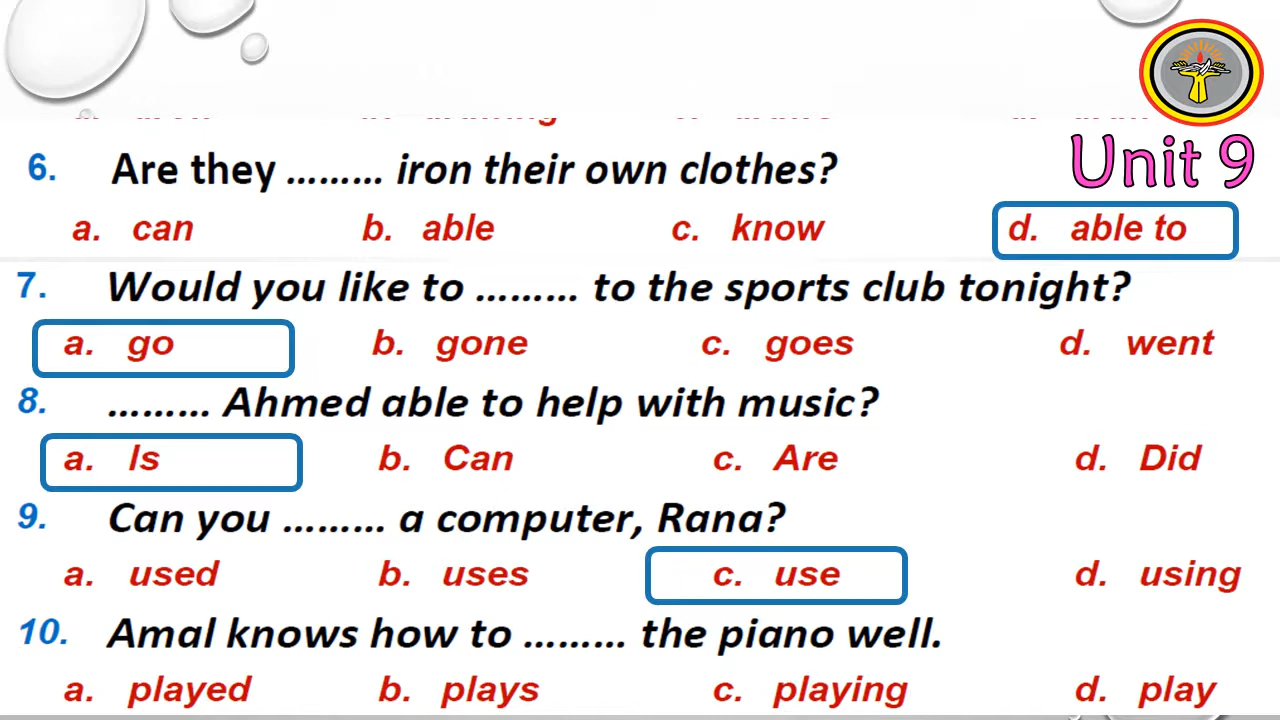 Unit 9
6. Are they ......... iron their own clothes?
a. can b. able c. know d. able to
7. Would you like to ......... to the sports club tonight?
a. go b. gone c. goes d. went
8. ......... Ahmed able to help with music?
a. Is b. Can c. Are d. Did
9. Can you ......... a computer, Rana?
a. used b. uses c. use d. using
10. Amal knows how to ......... the piano well.
a. played b. plays c. playing d. play